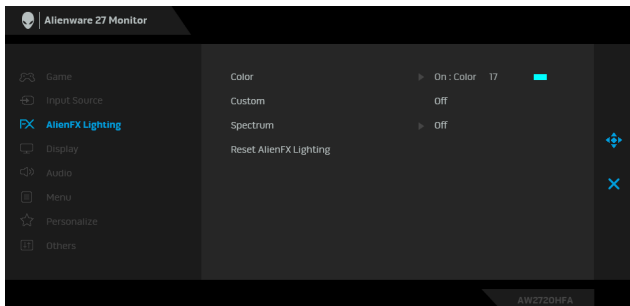 Alienware 27 Monitor
Game
Color
On : Color 17
Input Source
Custom
Off
FX AlienFX Lighting
Spectrum
Off
Display
Reset AlienFX Lighting
Audio
Menu
Personalize
Others
AW2720HFA